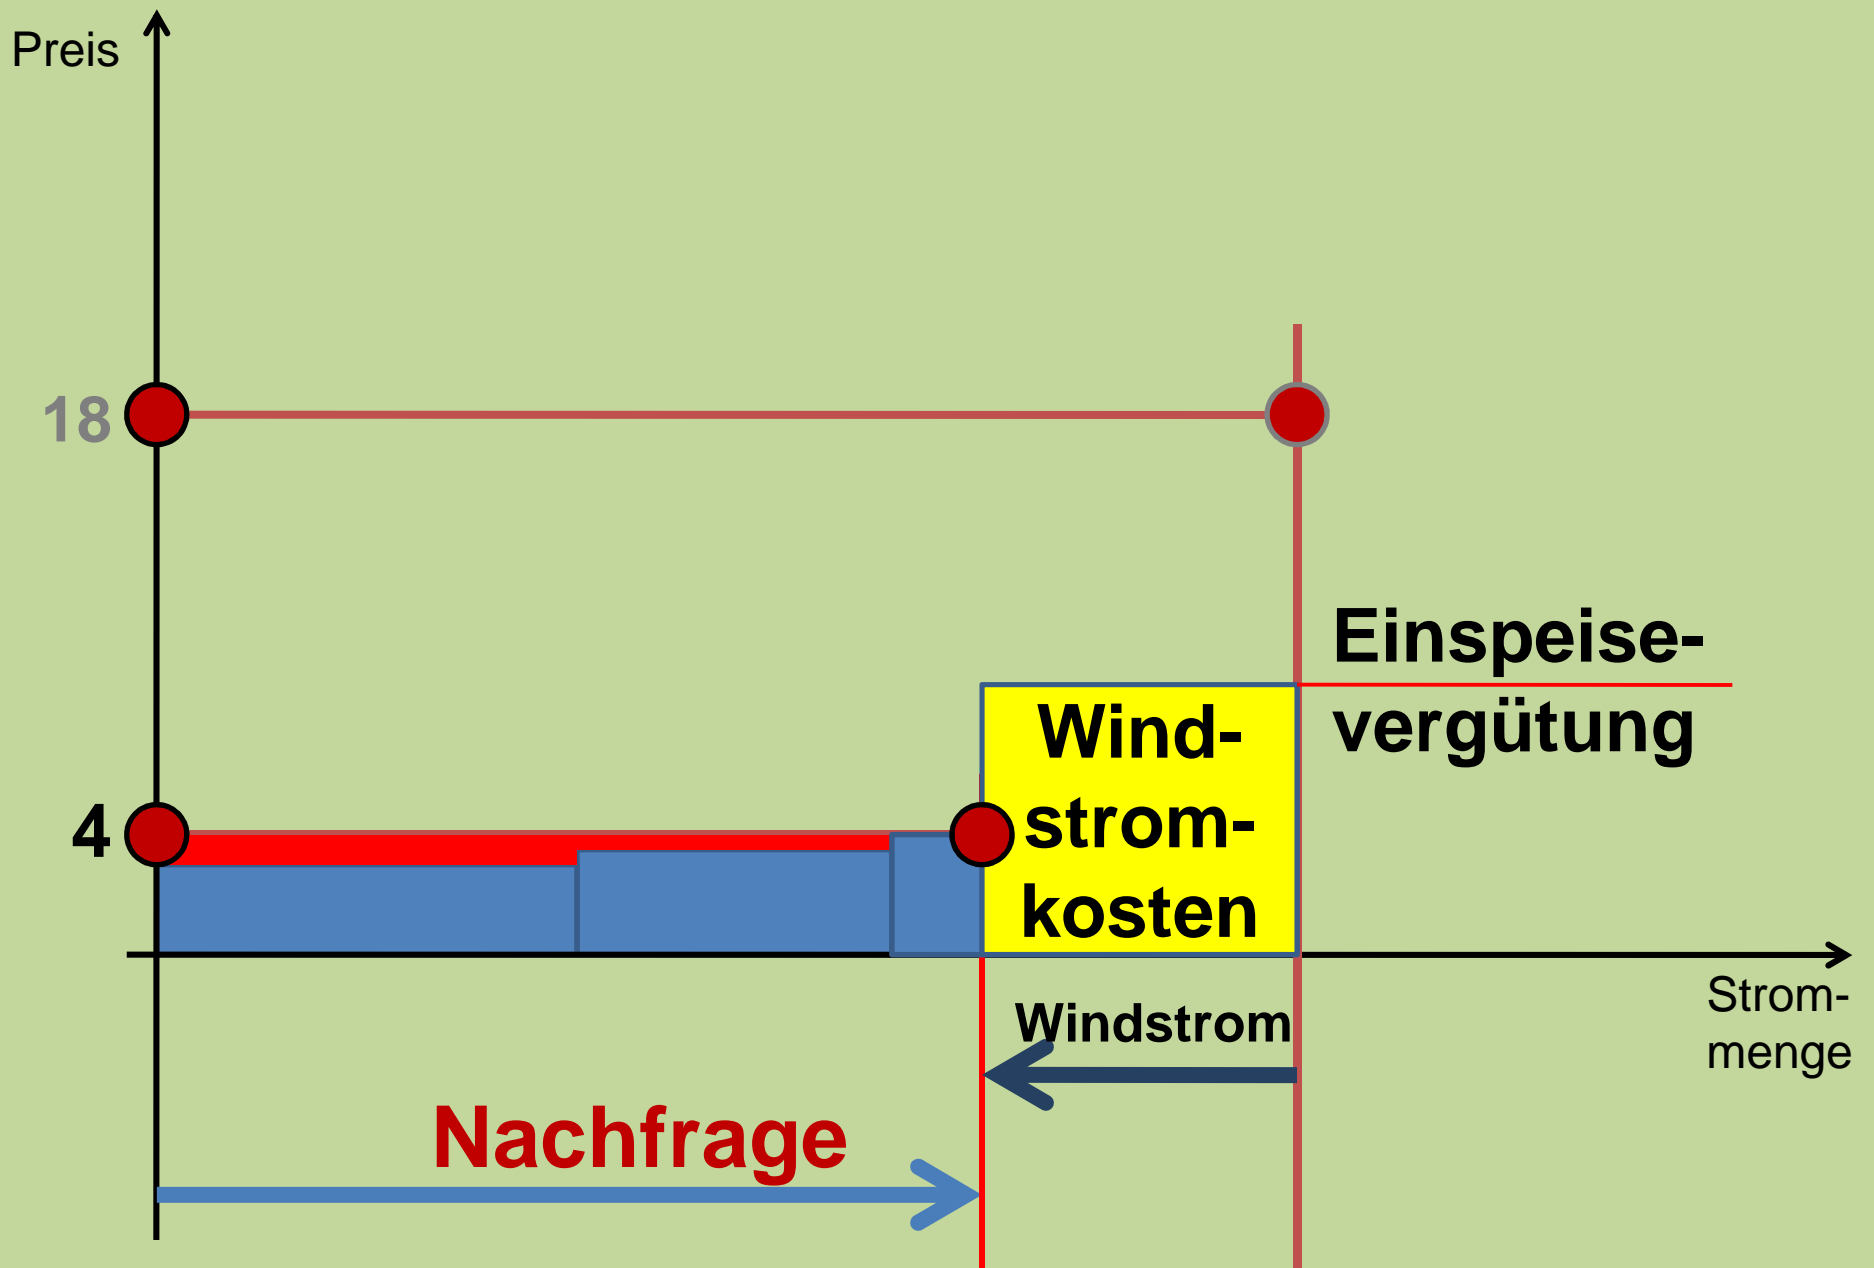 Preis
18
Einspeise-
vergütung
Wind-
strom-
kosten
4
Strom-
menge
Windstrom
Nachfrage